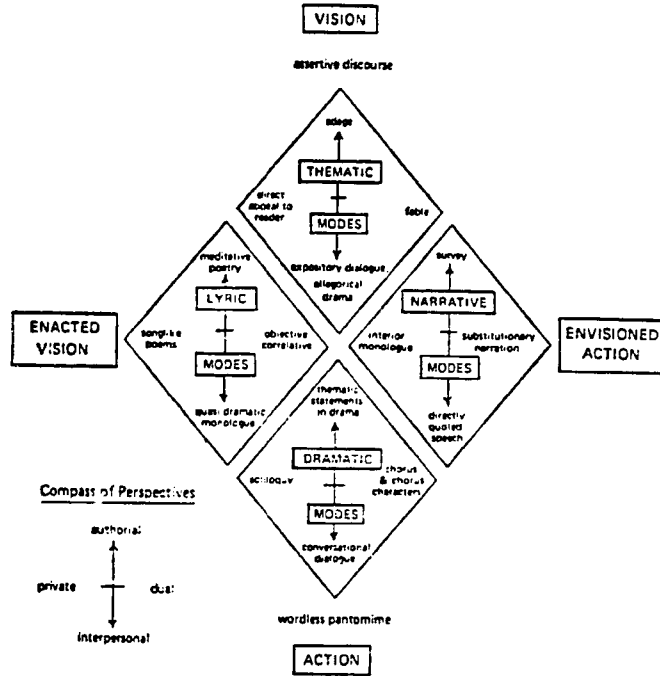 VISION
assertive discourse
adage
THEMATIC
direct
appeal to
reader
MODES
fable
expository dialogue,
allegorical
drama
meditative
poetry
LYRIC
ENACTED
VISION
songlike
poems
objective
correlative
MODES
quasi dramatic
monologue
survey
NARRATIVE
interior
monologue
substitutionary
narration
MODES
directly
quoted
speech
ENVISIONED
ACTION
thematic
statements
in drama
DRAMATIC
soliloquy
chorus
& chorus
characters
MODES
conversational
dialogue
Compass of Perspectives
authorial
private
dual
interpersonal
wordless pantomime
ACTION